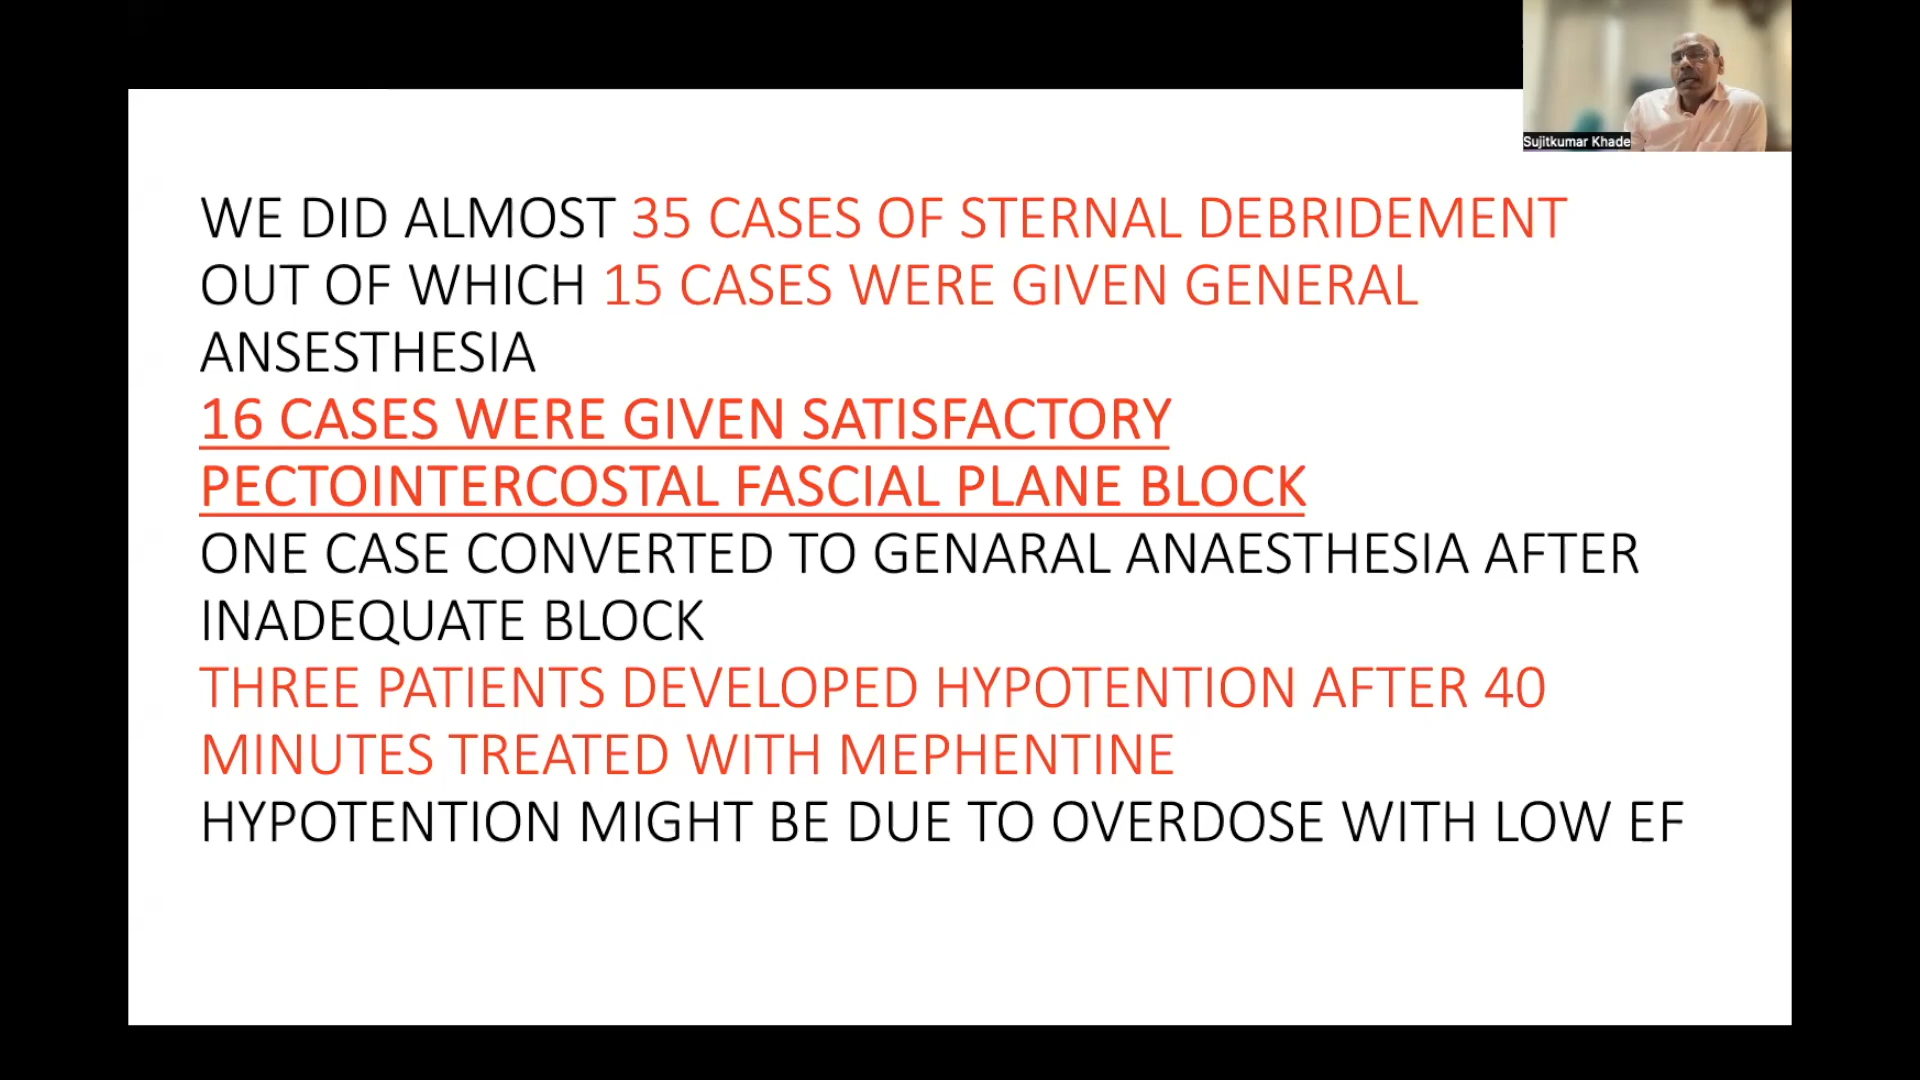 Sujitkumar Khade
WE DID ALMOST 35 CASES OF STERNAL DEBRIDEMENT
OUT OF WHICH 15 CASES WERE GIVEN GENERAL
ANSESTHESIA
16 CASES WERE GIVEN SATISFACTORY
PECTOINTERCOSTAL FASCIAL PLANE BLOCK
ONE CASE CONVERTED TO GENARAL ANAESTHESIA AFTER
INADEQUATE BLOCK
THREE PATIENTS DEVELOPED HYPOTENTION AFTER 40
MINUTES TREATED WITH MEPHENTINE
HYPOTENTION MIGHT BE DUE TO OVERDOSE WITH LOW EF